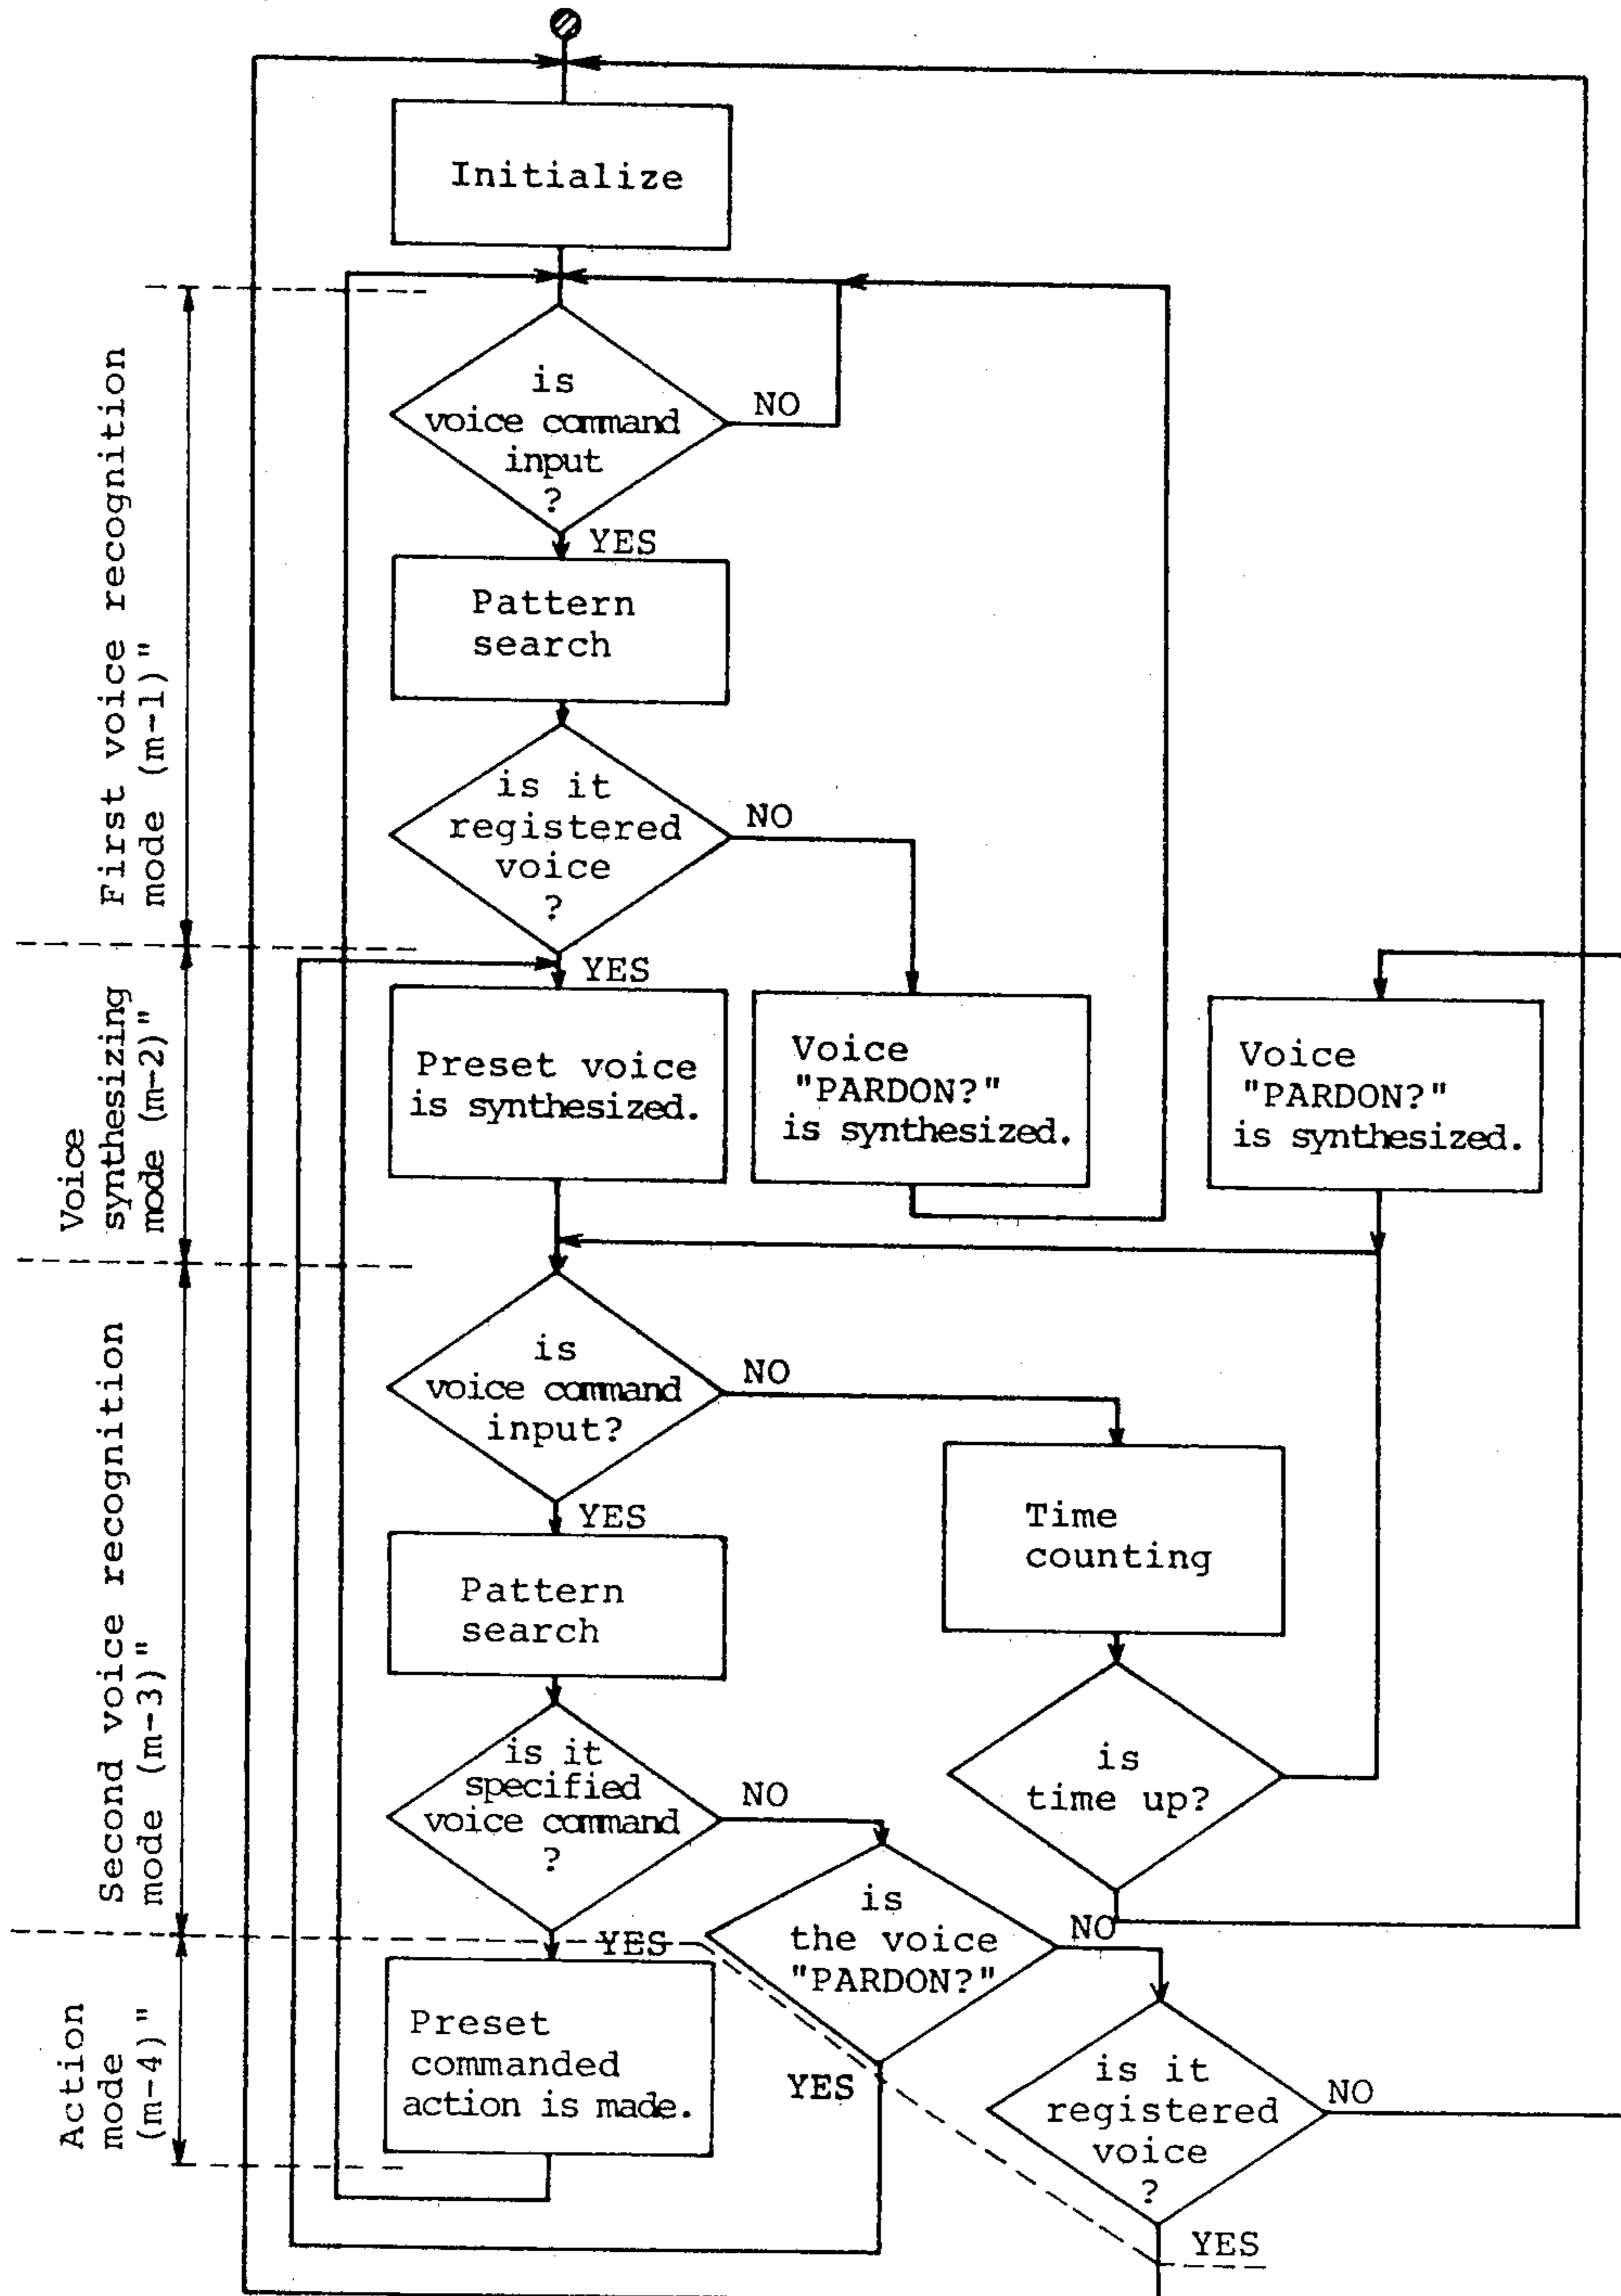 Initialize
First voice recognition
mode (m-1)"
is
voice command
input
?
NO
YES
Pattern
search
is it
registered
voice
?
NO
YES
Voice
synthesizing
mode (m-2)"
Preset voice
is synthesized.
Voice
"PARDON?"
is synthesized.
Voice
"PARDON?"
is synthesized.
Second voice recognition
mode (m-3)"
is
voice command
input?
NO
YES
Time
counting
Pattern
search
is
time up?
is it
specified
voice command
?
NO
YES
is
the voice
"PARDON?"
NO
YES
Action
mode
(m-4)"
Preset
commanded
action is made.
is it
registered
voice
?
NO
YES